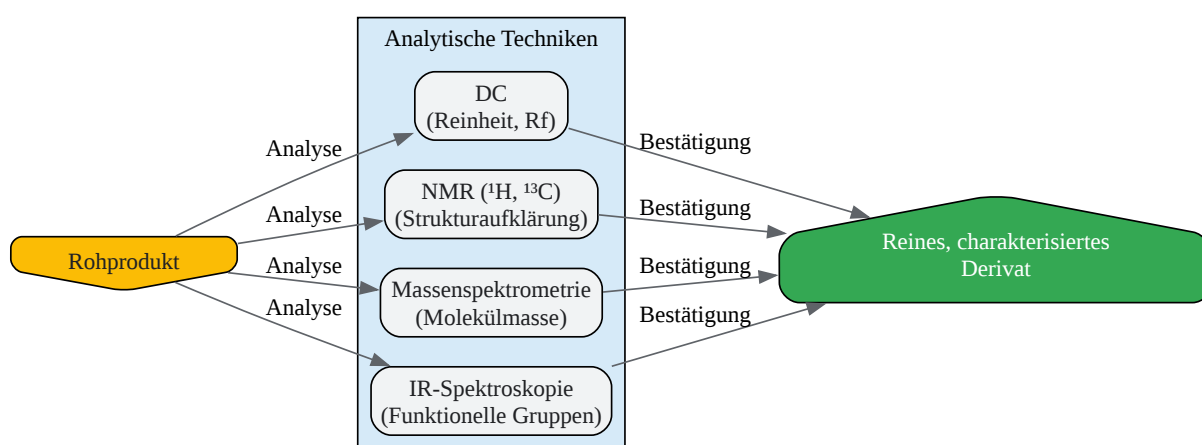 Analytische Techniken
DC
(Reinheit, Rf)
Analyse
Bestätigung
NMR (¹H, ¹³C)
(Strukturaufklärung)
Analyse
Bestätigung
Rohprodukt
Reines, charakterisiertes
Derivat
Analyse
Bestätigung
Massenspektrometrie
(Molekülmasse)
Analyse
Bestätigung
IR-Spektroskopie
(Funktionelle Gruppen)